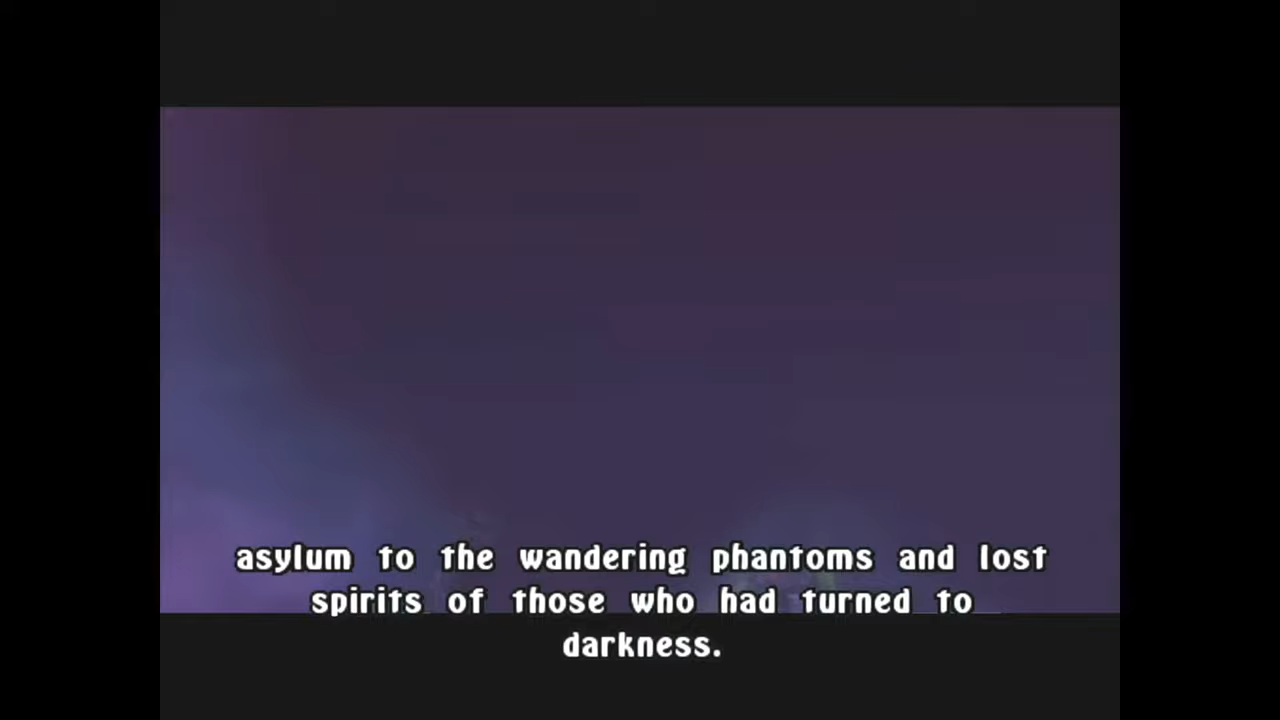 asylum to the wandering phantoms and lost
spirits of those who had turned to
darkness.